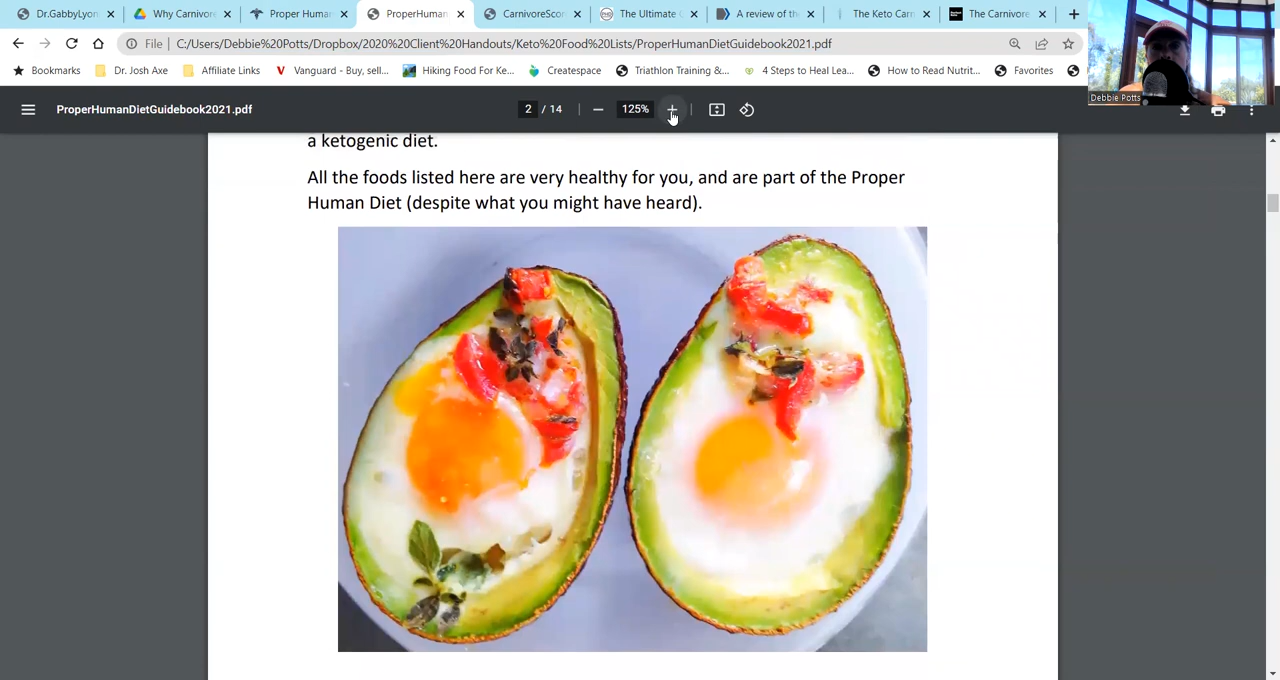 Dr.GabbyLyon
Why Carnivore
Proper Human
ProperHuman
CarnivoreSco
The Ultimate
A review of th
The Keto Carn
The Carnivore
File
C:/Users/Debbie%20Potts/Dropbox/2020%20Client%20Handouts/Keto%20Food%20Lists/ProperHumanDietGuidebook2021.pdf
Bookmarks
Dr. Josh Axe
Affiliate Links
Vanguard - Buy, sell...
Hiking Food For Ke...
Createspace
Triathlon Training &...
4 Steps to Heal Lea...
How to Read Nutrit...
Favorites
Debbie Potts
ProperHumanDietGuidebook2021.pdf
2 / 14
125%
a ketogenic diet.
All the foods listed here are very healthy for you, and are part of the Proper
Human Diet (despite what you might have heard).